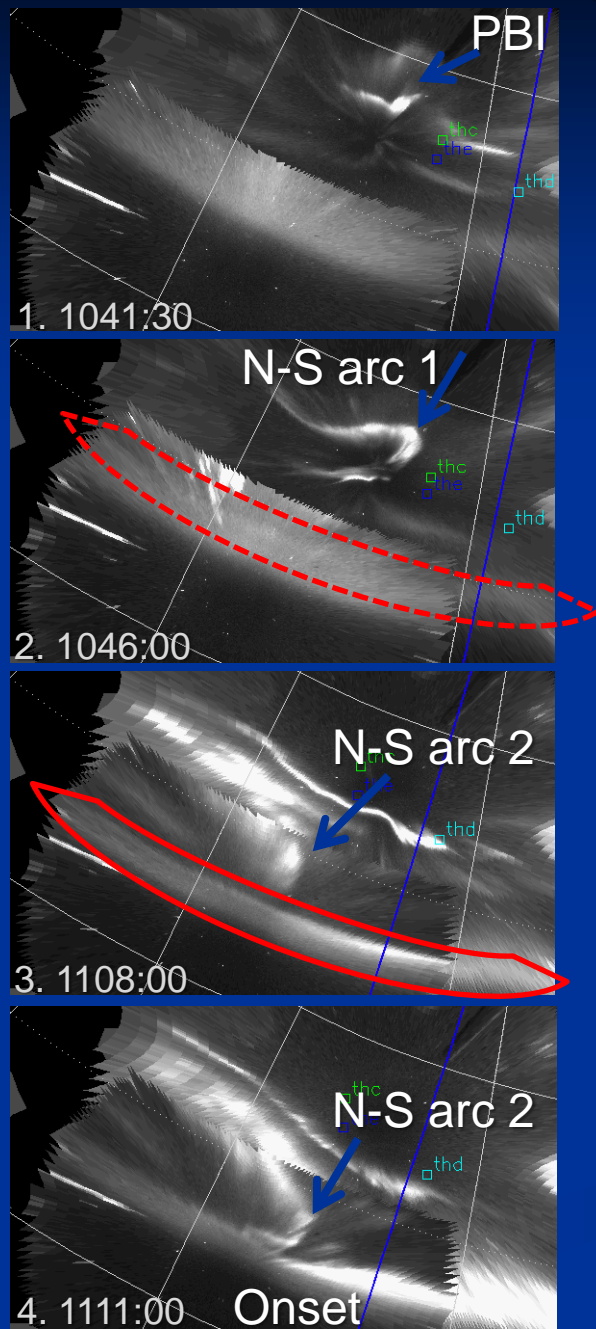 PBI
thc
the
thd
1. 1041:30
N-S arc 1
thc
the
thd
2. 1046:00
N-S arc 2
thd
3. 1108:00
thc
N-S arc 2
thd
4. 1111:00
Onset